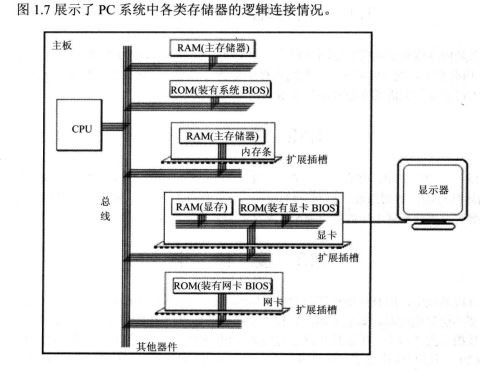 图 1.7 展示了 PC 系统中各类存储器的逻辑连接情况。
主板
RAM(主存储器)
ROM(装有系统 BIOS)
CPU
RAM(主存储器)
内存条
扩展插槽
总线
RAM(显存)
ROM(装有显卡 BIOS)
显卡
扩展插槽
显示器
ROM(装有网卡 BIOS)
网卡
扩展插槽
其他器件